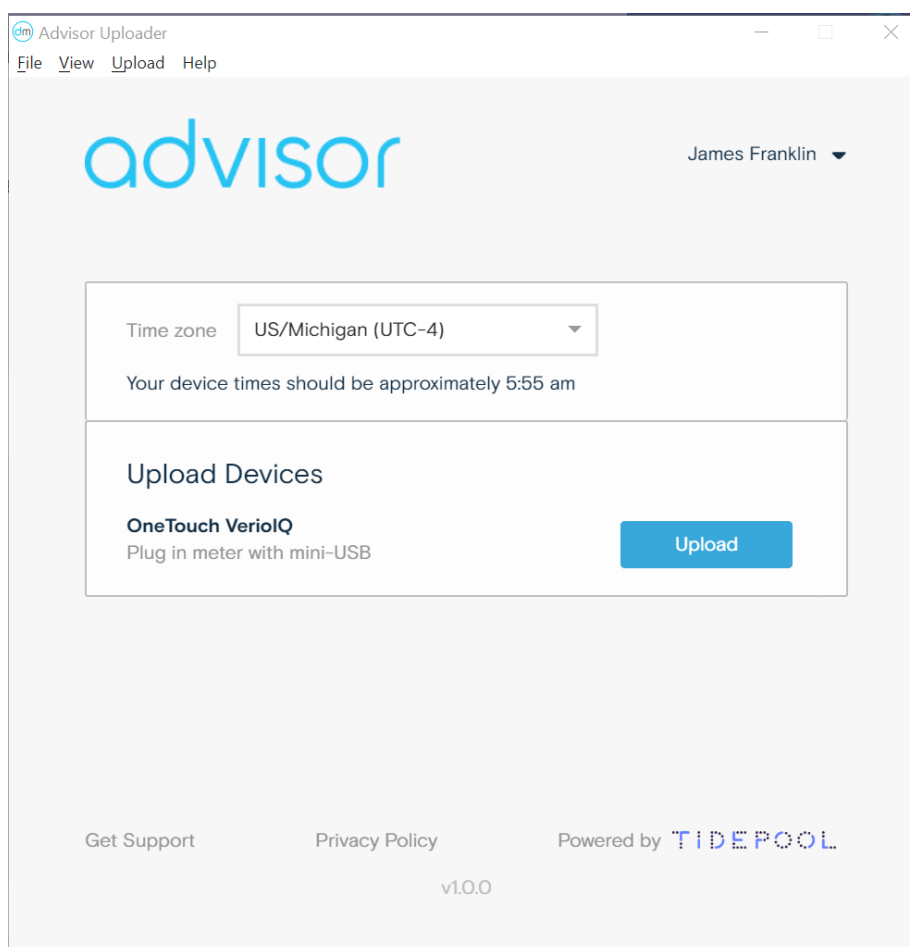 dm Advisor Uploader
File View Upload Help
advisor
James Franklin
Time zone
US/Michigan (UTC-4)
Your device times should be approximately 5:55 am
Upload Devices
OneTouch VerioIQ
Plug in meter with mini-USB
Upload
Get Support
Privacy Policy
Powered by TIDEPOOL
v1.0.0